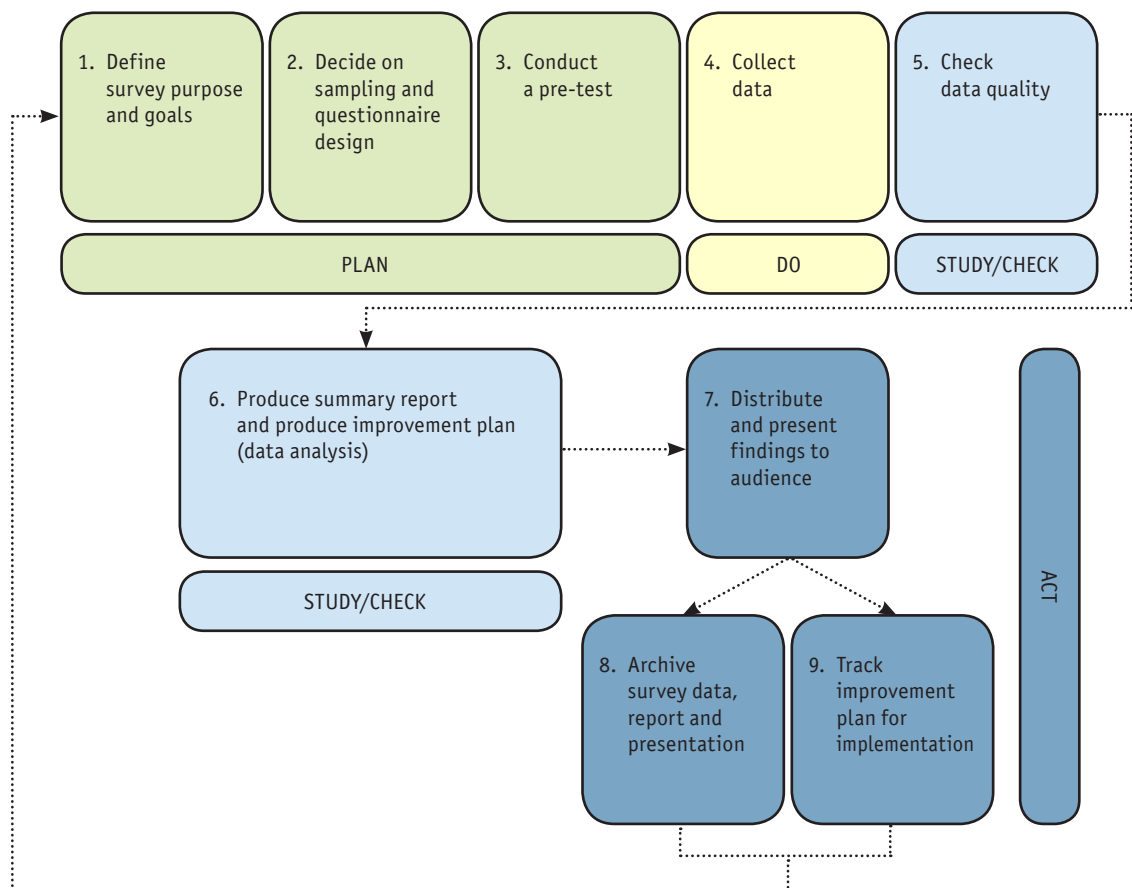 1. Define
survey purpose
and goals
2. Decide on
sampling and
questionnaire
design
3. Conduct
a pre-test
4. Collect
data
5. Check
data quality
PLAN
DO
STUDY/CHECK
6. Produce summary report
and produce improvement plan
(data analysis)
7. Distribute
and present
findings to
audience
STUDY/CHECK
ACT
8. Archive
survey data,
report and
presentation
9. Track
improvement
plan for
implementation